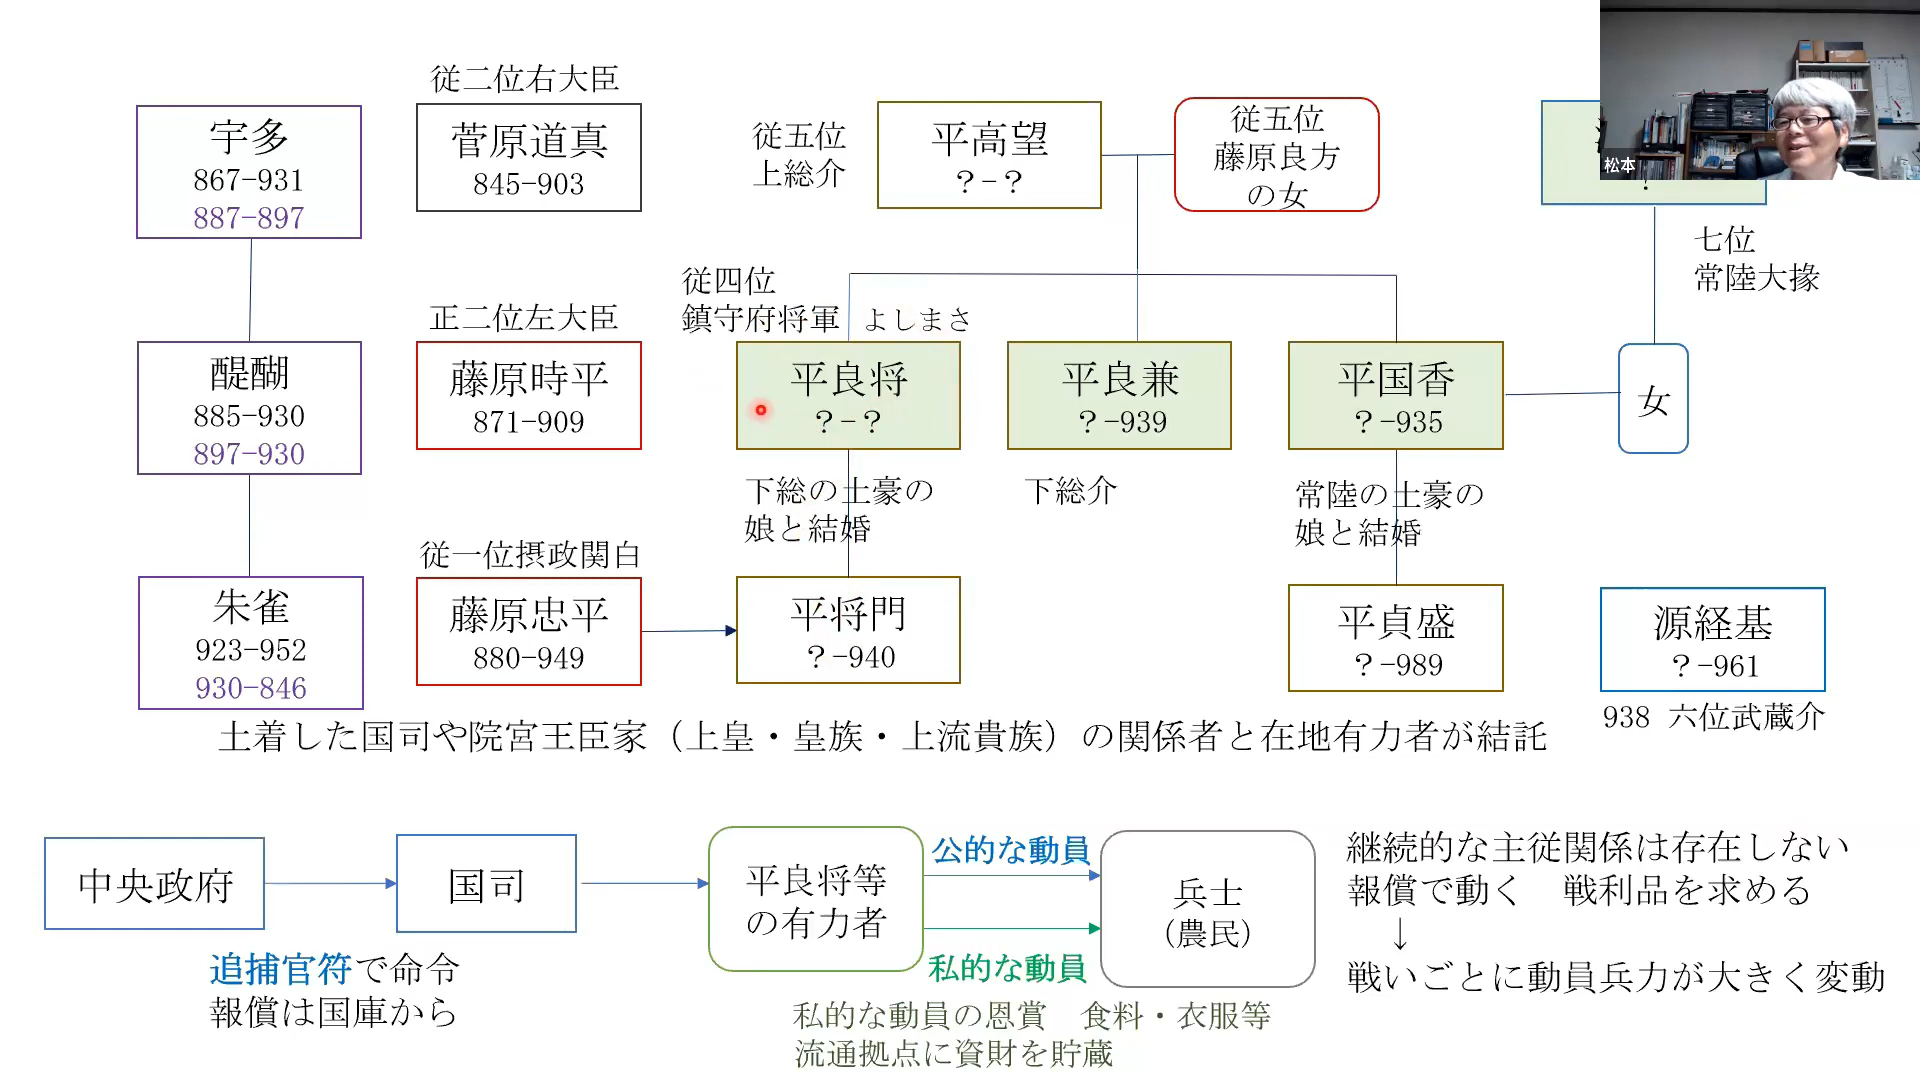 従二位右大臣
宇多
867-931
887-897
菅原道真
845-903
従五位
上総介
平高望
？-？
従五位
藤原良方
の女
松本
七位
常陸大掾
従四位
鎮守府将軍 よしまさ
正二位左大臣
醍醐
885-930
897-930
藤原時平
871-909
平良将
？-？
平良兼
？-939
平国香
？-935
女
下総の土豪の
娘と結婚
下総介
常陸の土豪の
娘と結婚
従一位摂政関白
朱雀
923-952
930-846
藤原忠平
880-949
平将門
？-940
平貞盛
？-989
源経基
？-961
938 六位武蔵介
土着した国司や院宮王臣家（上皇・皇族・上流貴族）の関係者と在地有力者が結託
中央政府
国司
平良将等
の有力者
公的な動員
私的な動員
兵士
（農民）
継続的な主従関係は存在しない
報償で動く　戦利品を求める
↓
戦いごとに動員兵力が大きく変動
追捕官符で命令
報償は国庫から
私的な動員の恩賞　食料・衣服等
流通拠点に資財を貯蔵